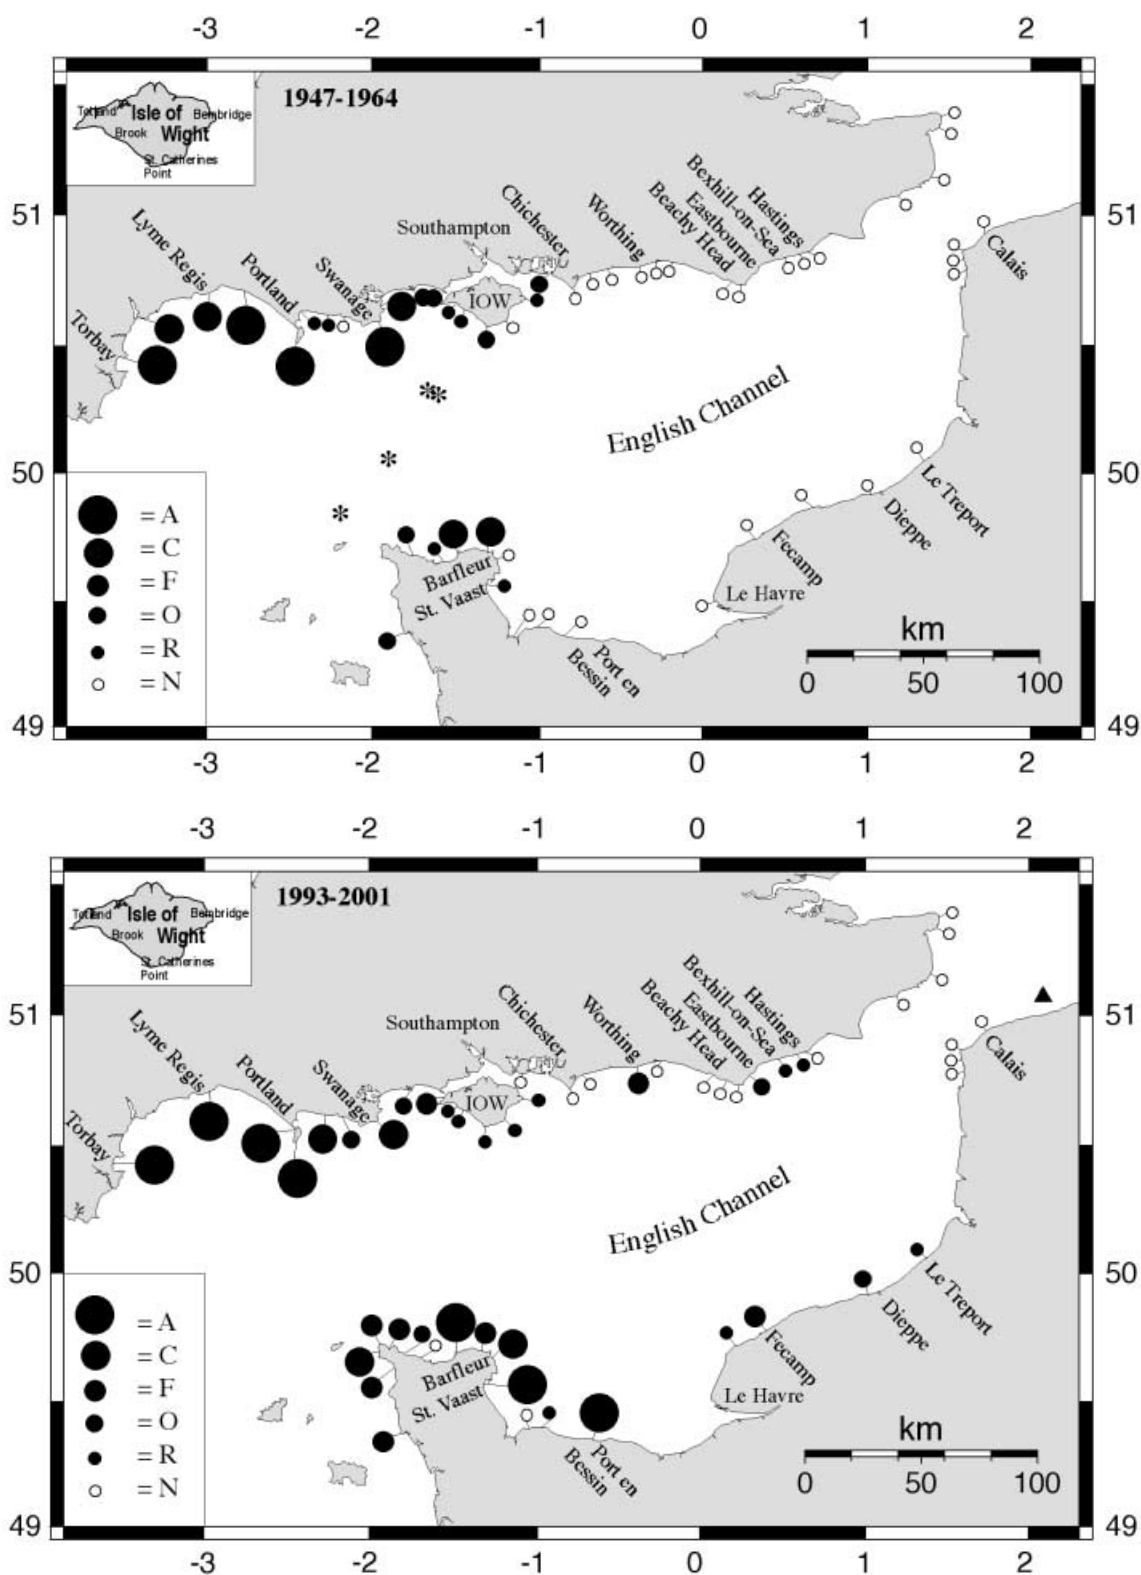 -3 -2 -1 0 1 2
1947-1964
Totland
Isle of
Wight
Bembridge
Brook
St. Catherines
Point
51
51
Lyme Regis
Portland
Torbay
Swanage
Southampton
IOW
Chichester
Worthing
Beachy Head
Eastbourne
Bexhill-on-Sea
Hastings
Calais
* * * *
English Channel
50
50
= A
= C
= F
= O
= R
= N
Barfleur
St. Vaast
Port en
Bessin
Le Havre
Fecamp
Dieppe
Le Treport
km
0 50 100
49
49
-3 -2 -1 0 1 2
-3 -2 -1 0 1 2
1993-2001
Totland
Isle of
Wight
Bembridge
Brook
St. Catherines
Point
51
51
Lyme Regis
Portland
Torbay
Swanage
Southampton
IOW
Chichester
Worthing
Beachy Head
Eastbourne
Bexhill-on-Sea
Hastings
Calais
English Channel
50
50
= A
= C
= F
= O
= R
= N
Barfleur
St. Vaast
Port en
Bessin
Le Havre
Fecamp
Dieppe
Le Treport
km
0 50 100
49
49
-3 -2 -1 0 1 2